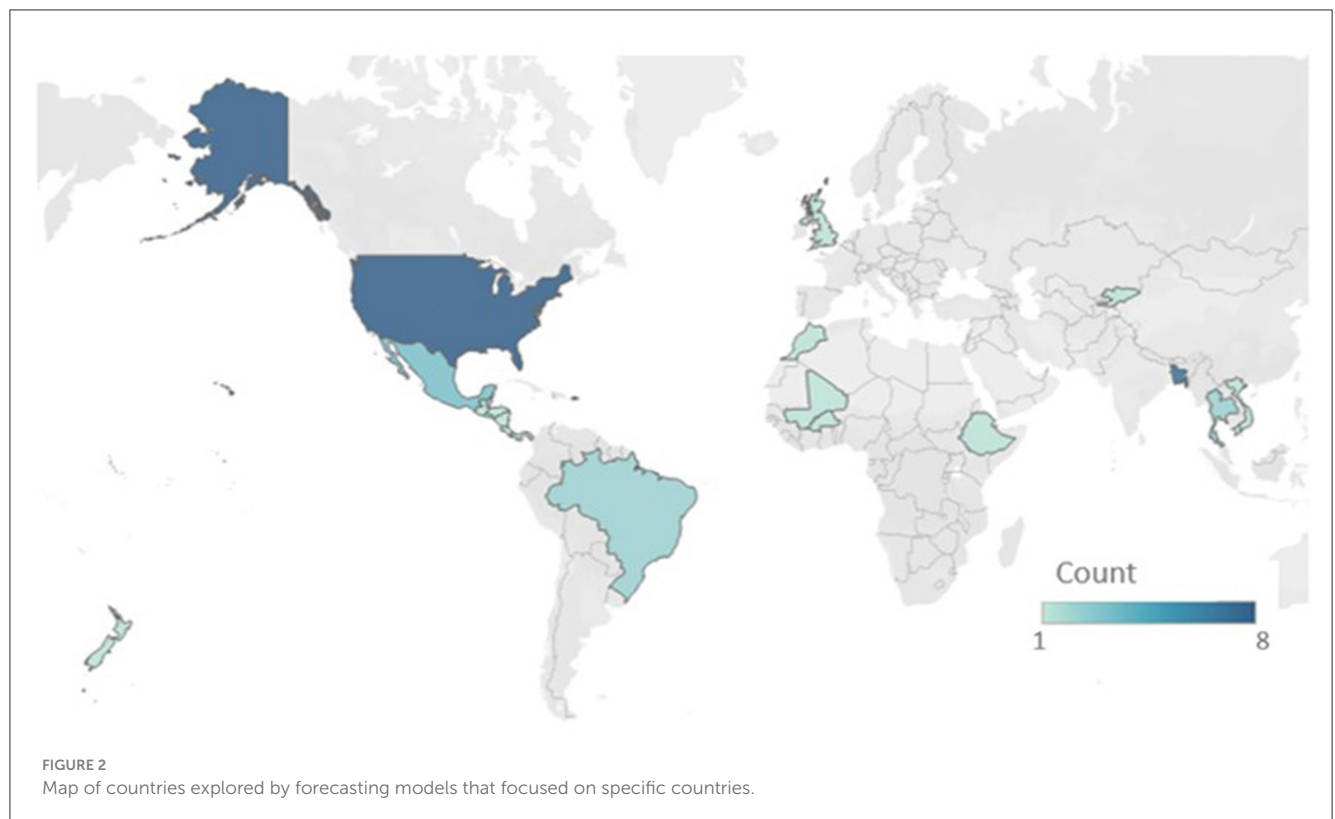 Count
1 8
FIGURE 2
Map of countries explored by forecasting models that focused on specific countries.